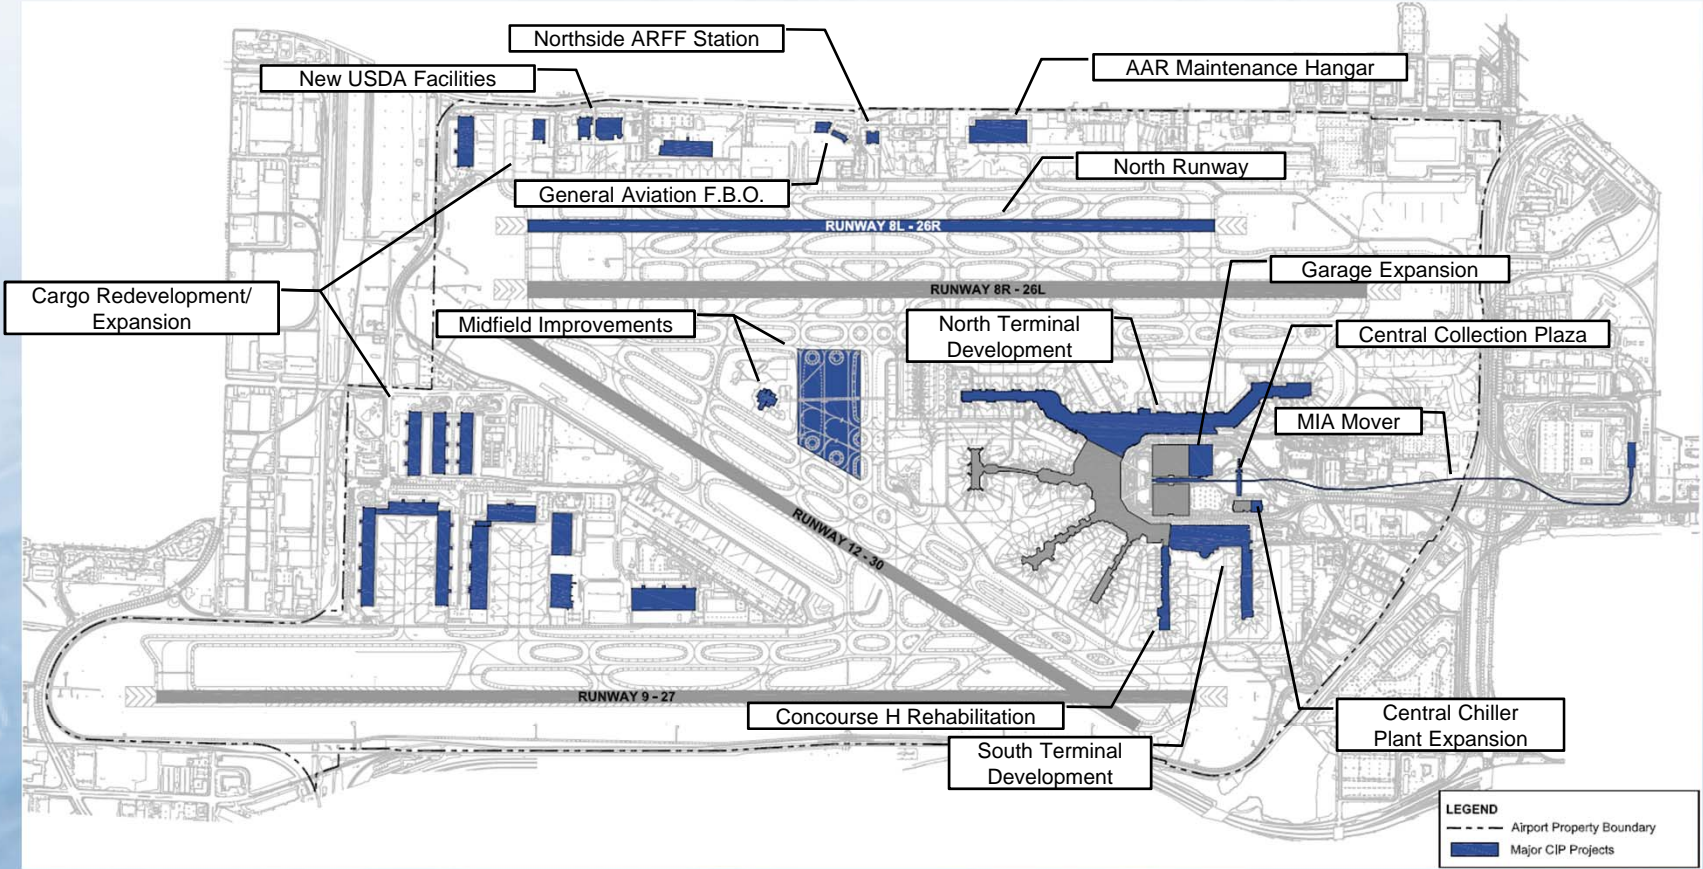 Northside ARFF Station
New USDA Facilities
AAR Maintenance Hangar
North Runway
General Aviation F.B.O.
RUNWAY 8L - 26R
Garage Expansion
Cargo Redevelopment/
Expansion
RUNWAY 8R - 26L
Midfield Improvements
North Terminal
Development
Central Collection Plaza
MIA Mover
RUNWAY 12 - 30
RUNWAY 9 - 27
Concourse H Rehabilitation
South Terminal
Development
Central Chiller
Plant Expansion
LEGEND
Airport Property Boundary
Major CIP Projects